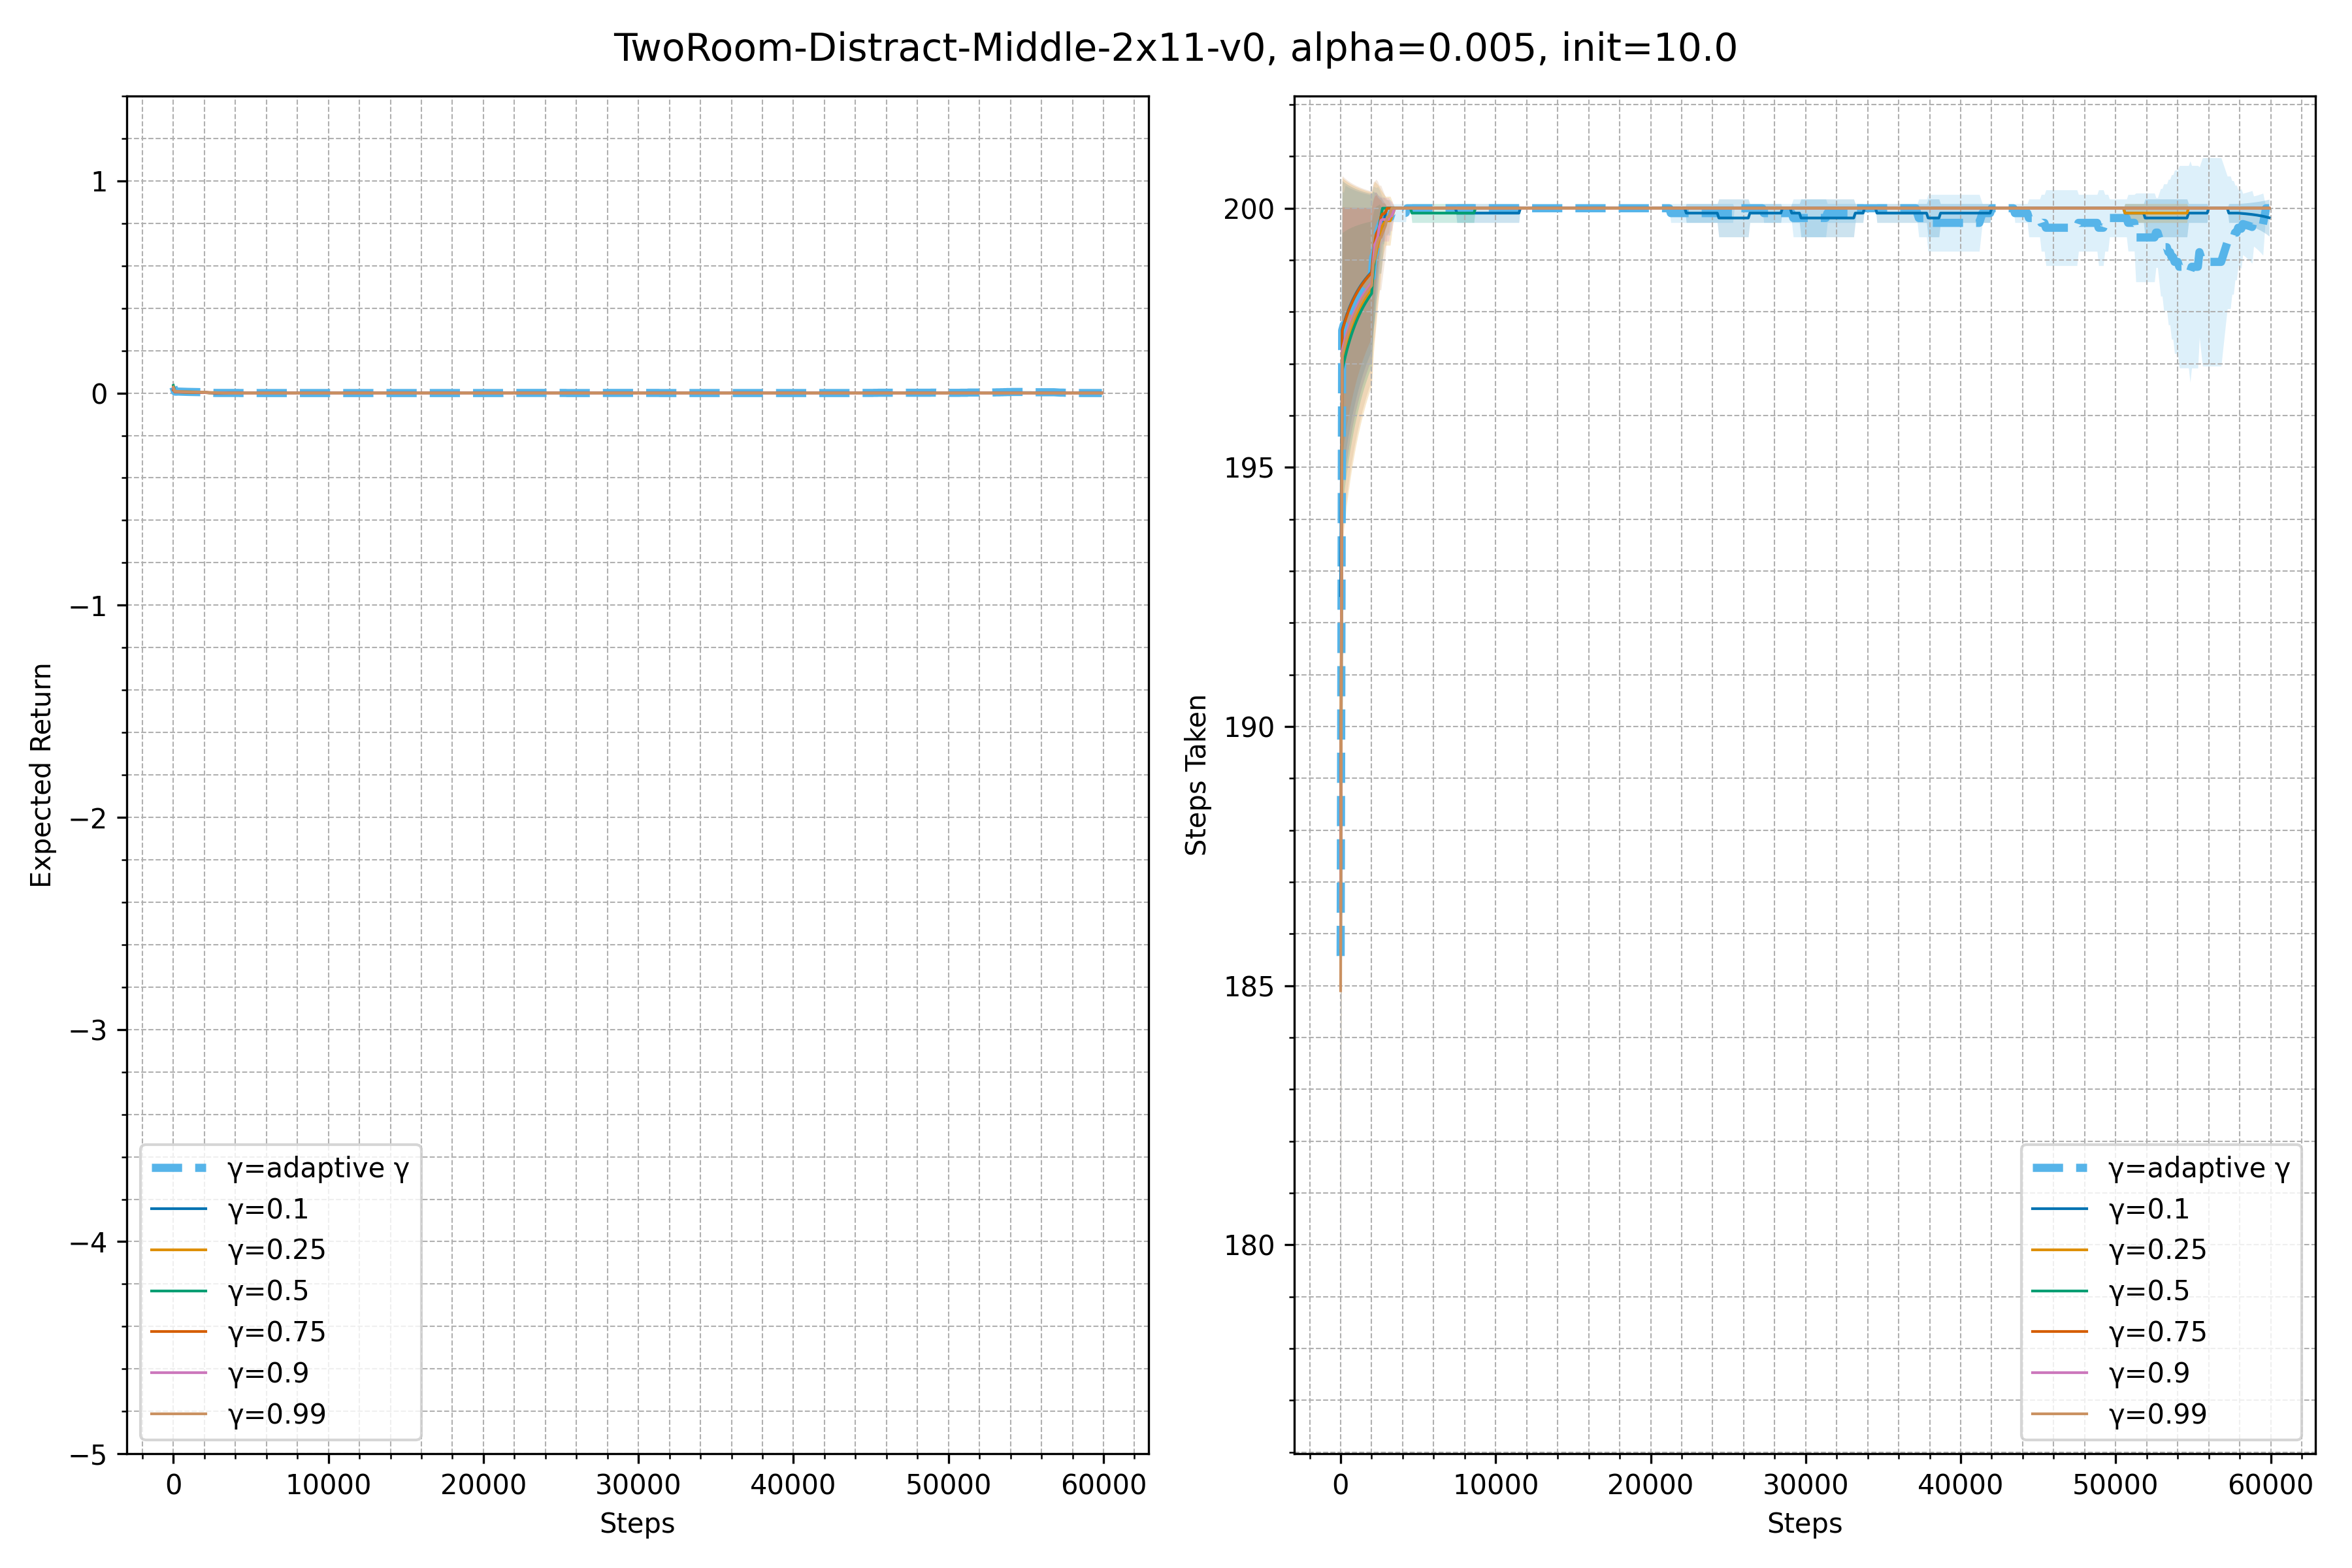 TwoRoom-Distract-Middle-2x11-v0, alpha=0.005, init=10.0
Expected Return
1
0
−1
−2
−3
−4
−5
0 10000 20000 30000 40000 50000 60000
Steps
γ=adaptive γ
γ=0.1
γ=0.25
γ=0.5
γ=0.75
γ=0.9
γ=0.99
Steps Taken
200
195
190
185
180
0 10000 20000 30000 40000 50000 60000
Steps
γ=adaptive γ
γ=0.1
γ=0.25
γ=0.5
γ=0.75
γ=0.9
γ=0.99